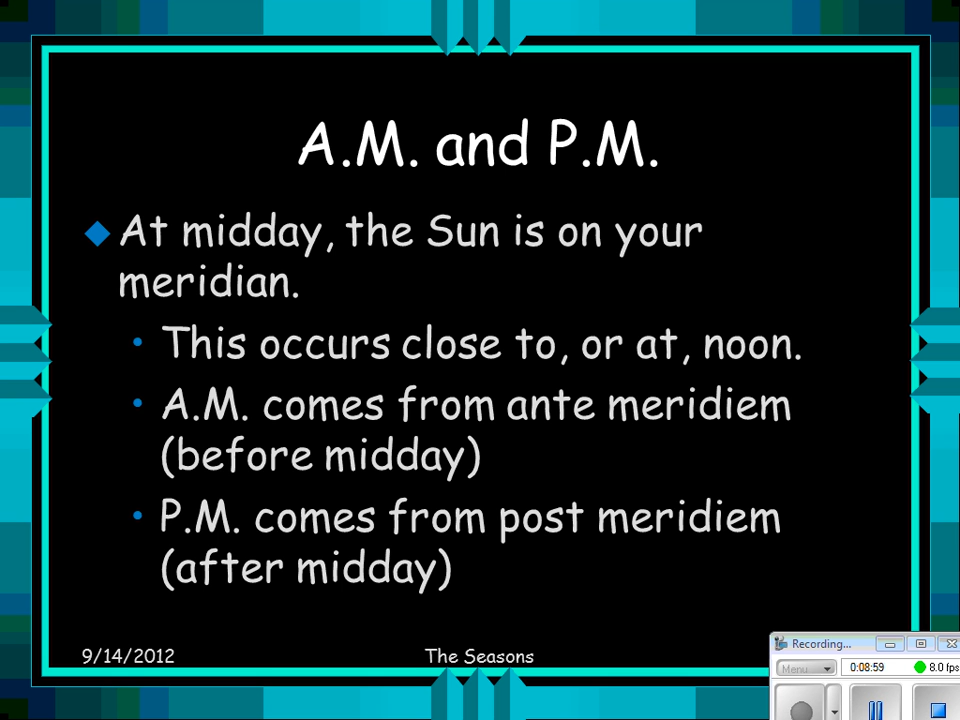 A.M. and P.M.
At midday, the Sun is on your
meridian.
This occurs close to, or at, noon.
A.M. comes from ante meridiem
(before midday)
P.M. comes from post meridiem
(after midday)
9/14/2012
The Seasons
Recording...
Menu
0:08:59
8.0 fps